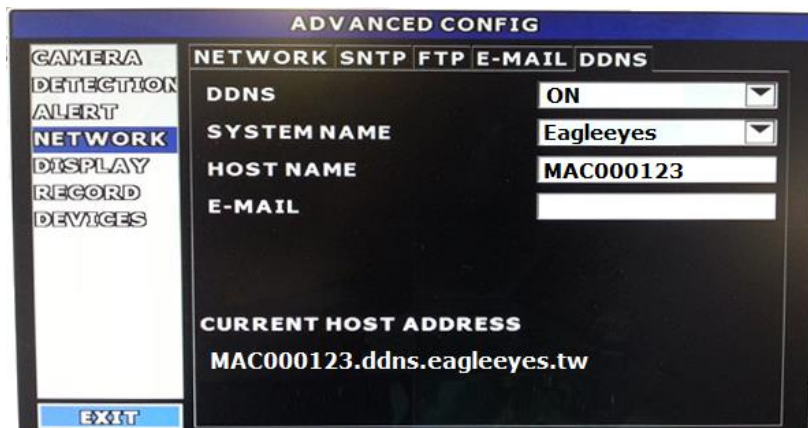 ADVANCED CONFIG
CAMERA
DETECTION
ALERT
NETWORK
DISPLAY
RECORD
DEVICES
EXIT
NETWORK SNTP FTP E-MAIL DDNS
DDNS ON
SYSTEM NAME Eagleeyes
HOST NAME MAC000123
E-MAIL
CURRENT HOST ADDRESS
MAC000123.ddns.eagleeyes.tw